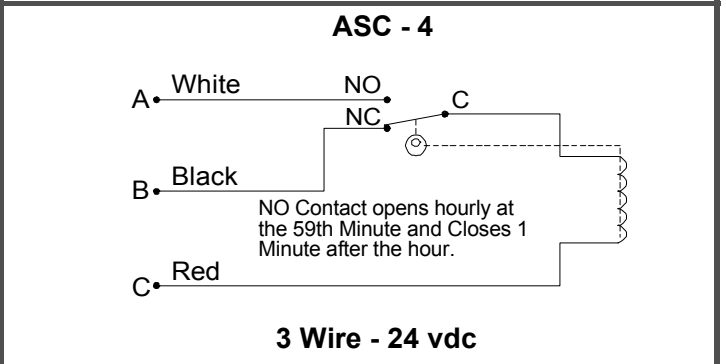 ASC - 4
A White NO
NC C
B Black
NO Contact opens hourly at
the 59th Minute and Closes 1
Minute after the hour.
C Red
3 Wire - 24 vdc